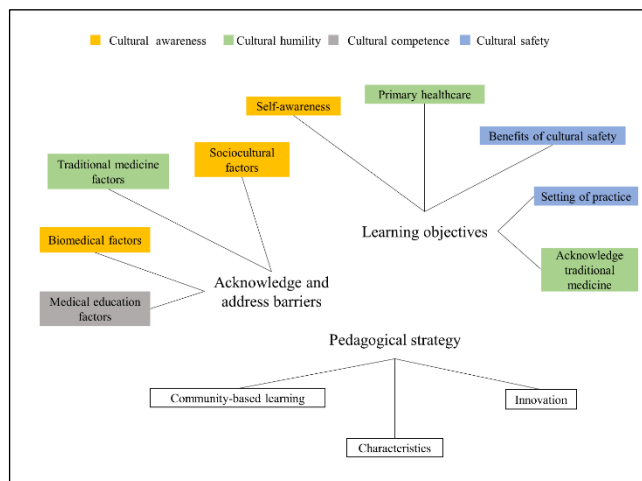 Cultural awareness
Cultural humility
Cultural competence
Cultural safety
Primary healthcare
Self-awareness
Benefits of cultural safety
Sociocultural
factors
Traditional medicine
factors
Setting of practice
Learning objectives
Biomedical factors
Acknowledge
traditional
medicine
Acknowledge and
address barriers
Medical education
factors
Pedagogical strategy
Community-based learning
Innovation
Characteristics